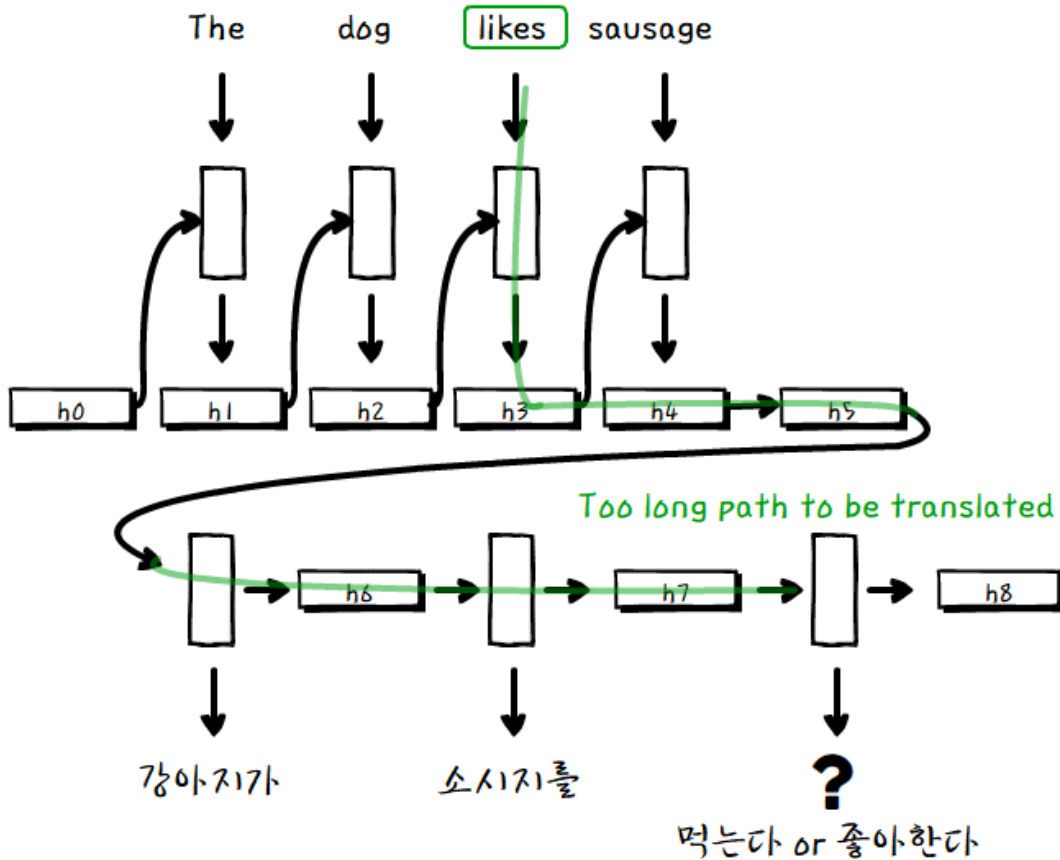 The dog likes sausage
h0 h1 h2 h3 h4 h5
Too long path to be translated
h6 h7 h8
강아지가 소시지를 ?
먹는다 or 좋아한다